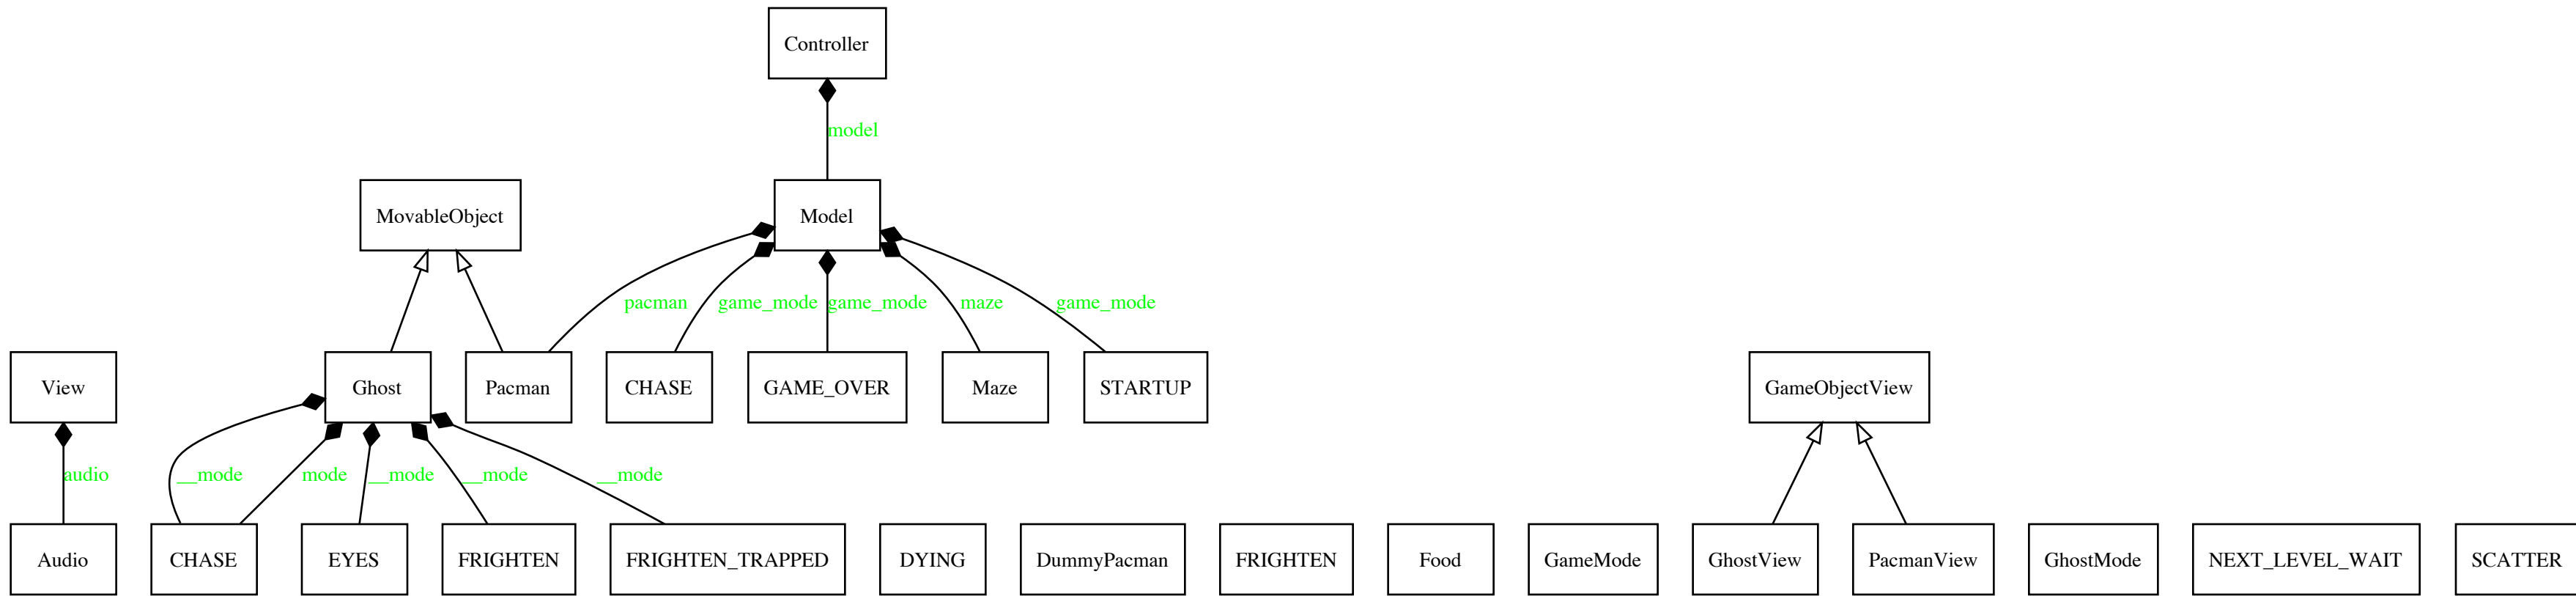 Controller
model
MovableObject
Model
pacman
game_mode
game_mode
maze
game_mode
View
Ghost
Pacman
CHASE
GAME_OVER
Maze
STARTUP
GameObjectView
audio
__mode
mode
__mode
__mode
__mode
Audio
CHASE
EYES
FRIGHTEN
FRIGHTEN_TRAPPED
DYING
DummyPacman
FRIGHTEN
Food
GameMode
GhostView
PacmanView
GhostMode
NEXT_LEVEL_WAIT
SCATTER